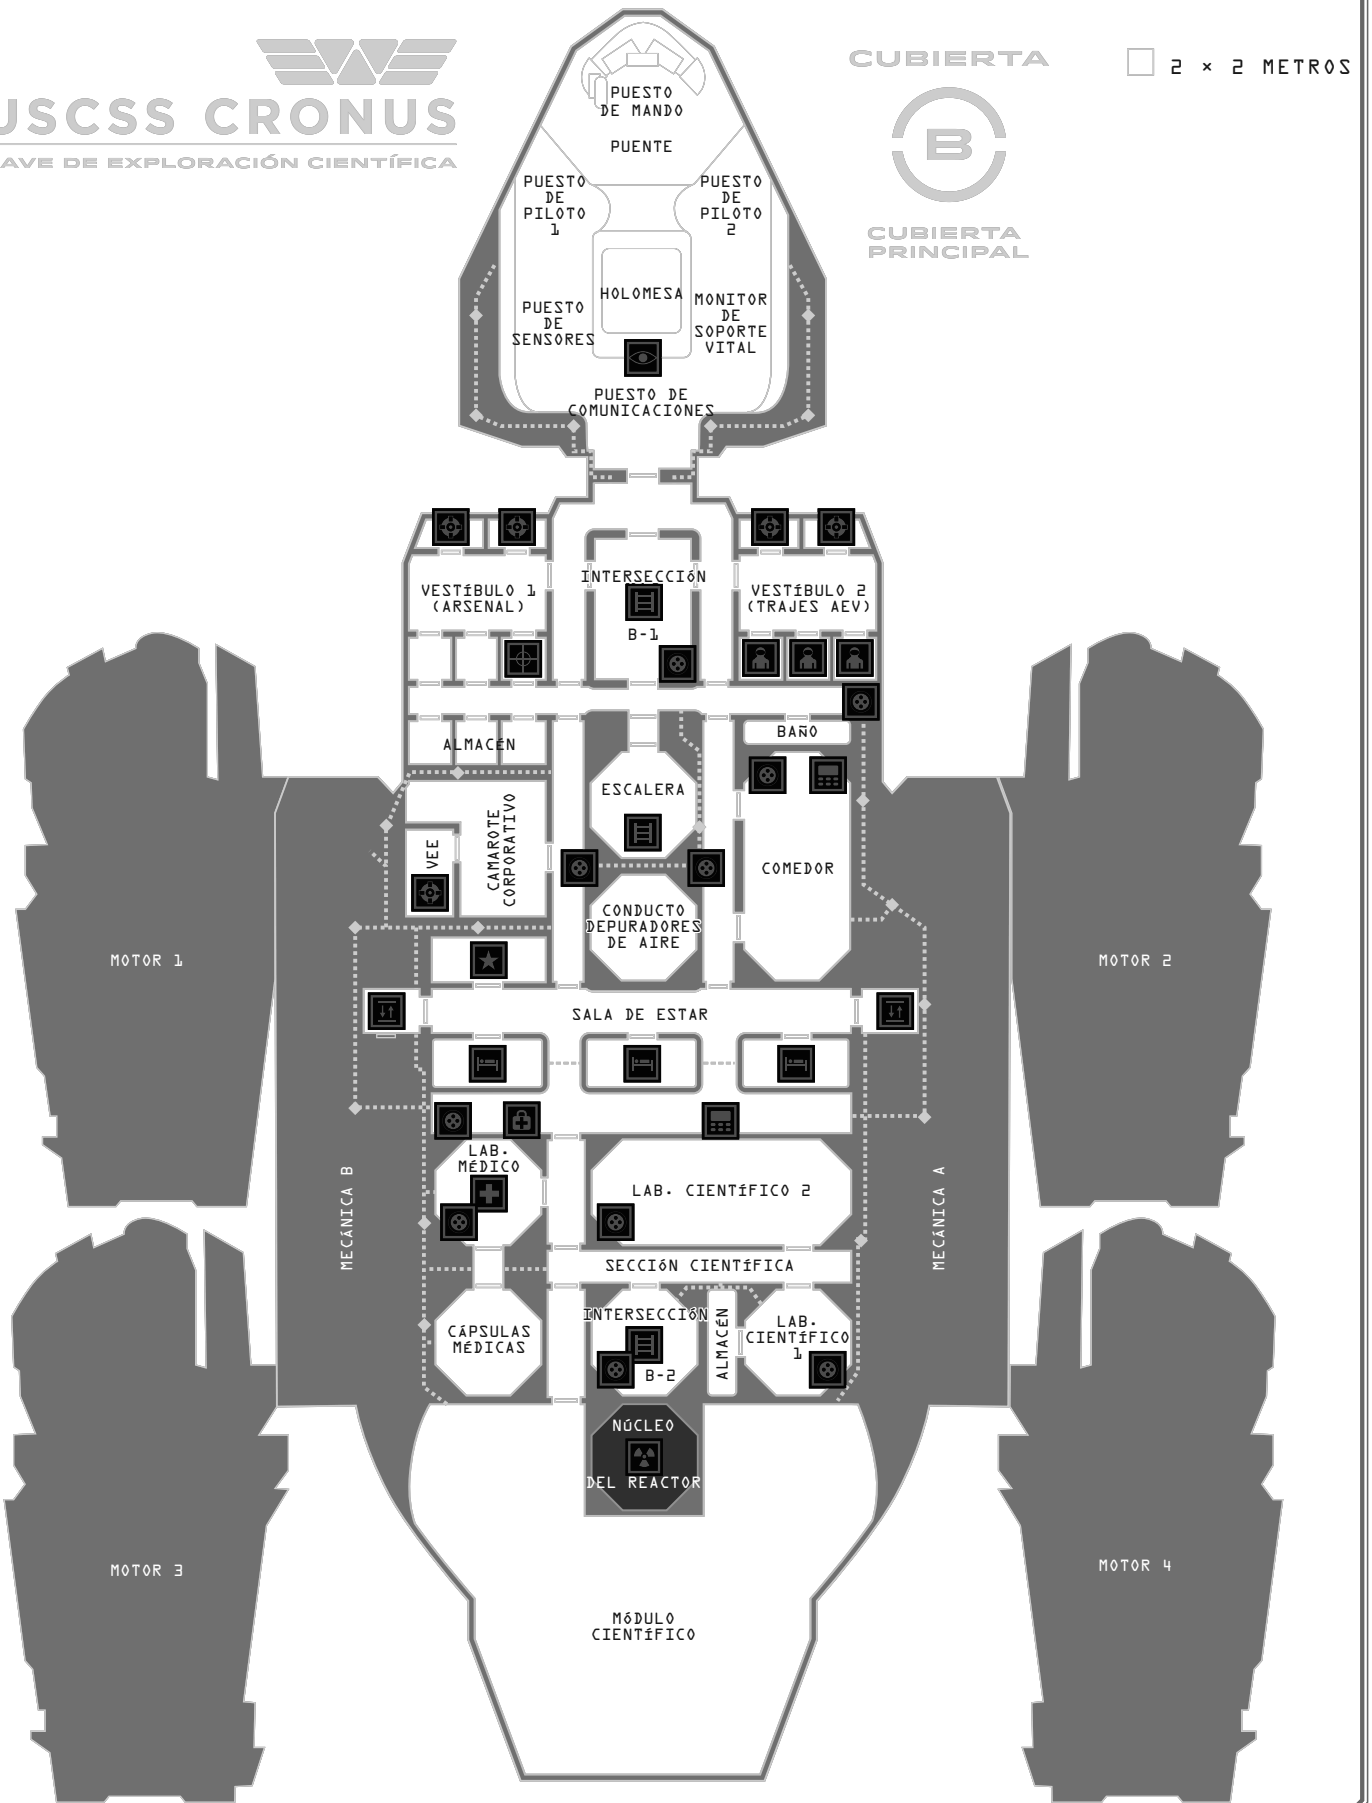 USCSS CRONUS
NAVE DE EXPLORACIÓN CIENTÍFICA
CUBIERTA
B
CUBIERTA
PRINCIPAL
2 × 2 METROS
PUESTO
DE MANDO
PUENTE
PUESTO
DE
PILOTO
1
PUESTO
DE
PILOTO
2
HOLOMESA
PUESTO
DE
SENSORES
MONITOR
DE
SOPORTE
VITAL
PUESTO DE
COMUNICACIONES
VESTÍBULO 1
(ARSENAL)
INTERSECCIÓN
B-1
VESTÍBULO 2
(TRAJES AEV)
ALMACÉN
BAÑO
ESCALERA
CAMAROTE
CORPORATIVO
VEE
COMEDOR
CONDUCTO
DEPURADORES
DE AIRE
MOTOR 1
MOTOR 2
SALA DE ESTAR
LAB.
MÉDICO
LAB. CIENTÍFICO 2
MECÁNICA B
MECÁNICA A
SECCIÓN CIENTÍFICA
CÁPSULAS
MÉDICAS
INTERSECCIÓN
B-2
ALMACÉN
LAB.
CIENTÍFICO
1
NÚCLEO
DEL REACTOR
MOTOR 3
MOTOR 4
MÓDULO
CIENTÍFICO